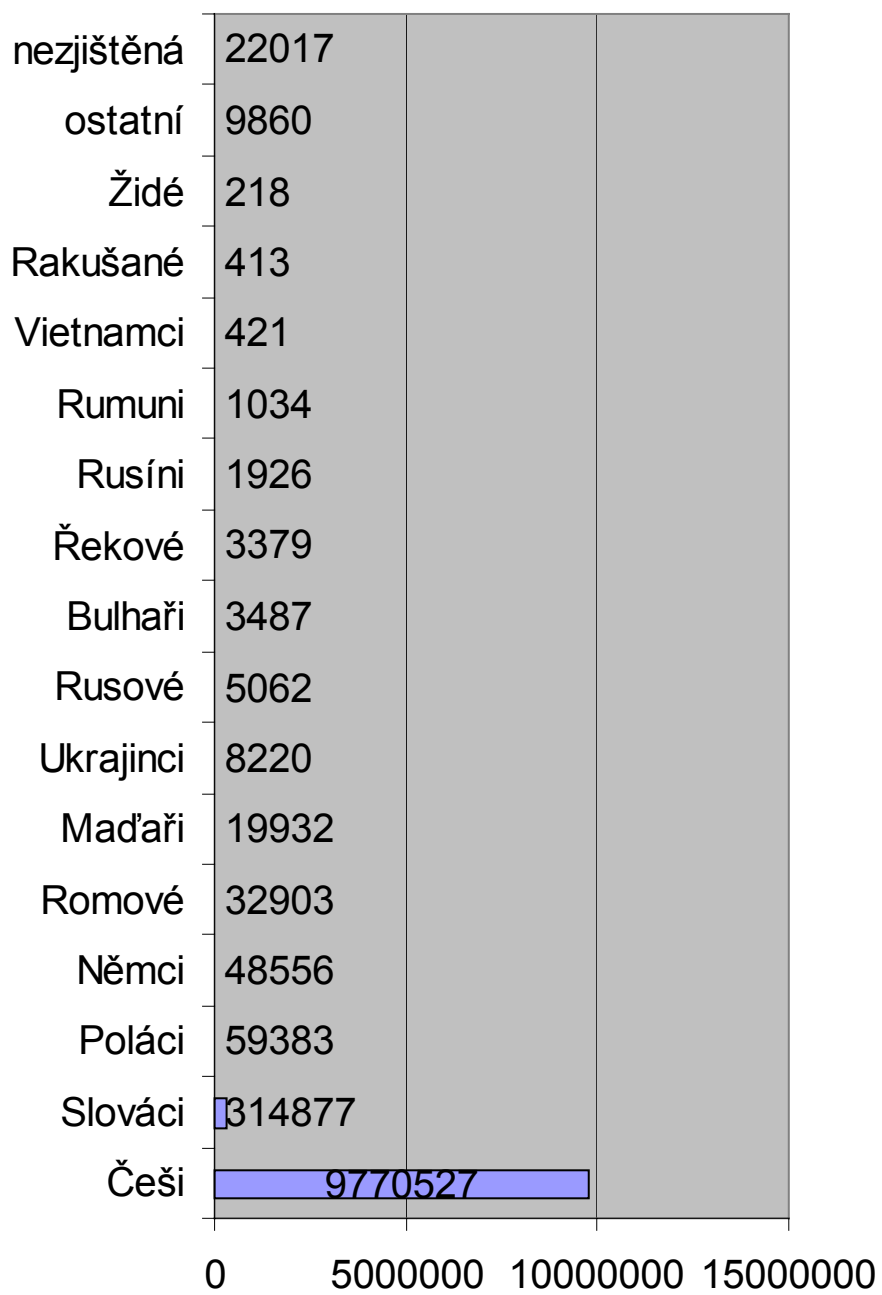 nezjištěná 22017
ostatní 9860
Židé 218
Rakušané 413
Vietnamci 421
Rumuni 1034
Rusíni 1926
Řekové 3379
Bulhaři 3487
Rusové 5062
Ukrajinci 8220
Maďaři 19932
Romové 32903
Němci 48556
Poláci 59383
Slováci 314877
Češi 9770527
0 5000000 10000000 15000000